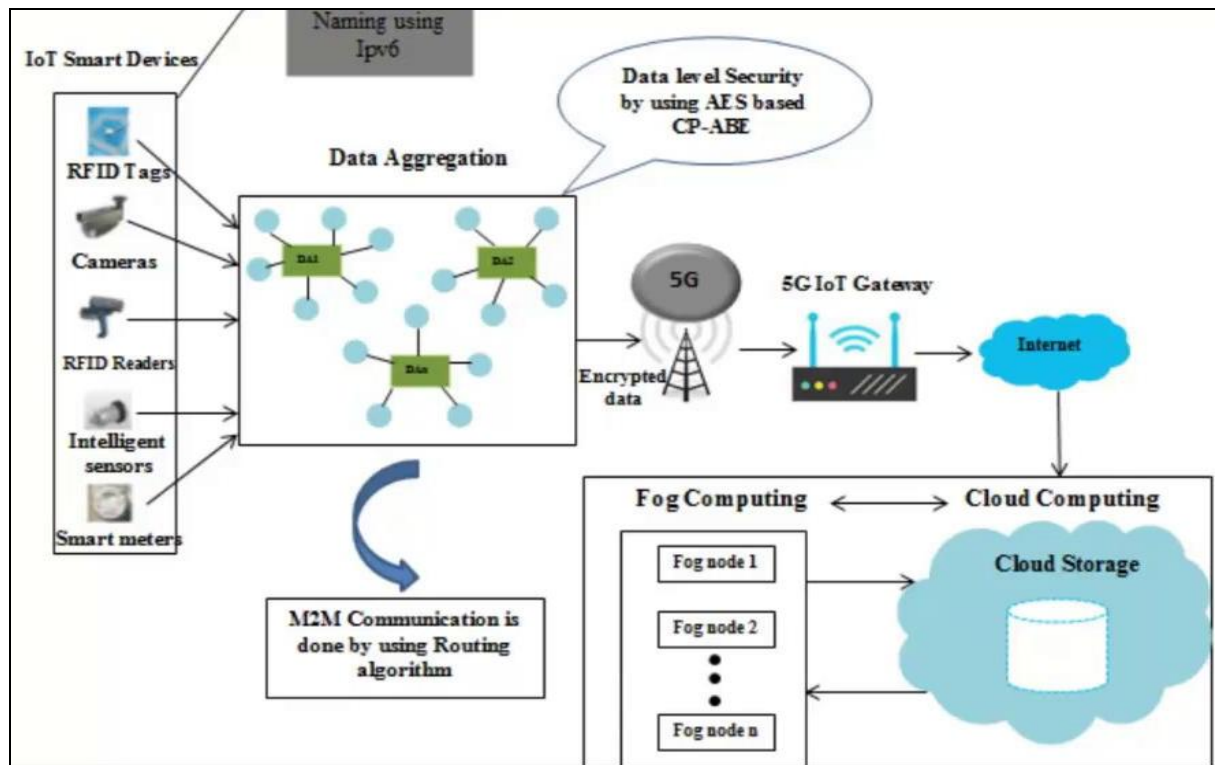 Naming using
Ipv6
IoT Smart Devices
RFID Tags
Cameras
RFID Readers
Intelligent
sensors
Smart meters
Data Aggregation
DA1
DA2
DAn
Data level Security
by using AES based
CP-ABE
5G
Encrypted
data
5G IoT Gateway
Internet
M2M Communication is
done by using Routing
algorithm
Fog Computing
Cloud Computing
Fog node 1
Fog node 2
Fog node n
Cloud Storage